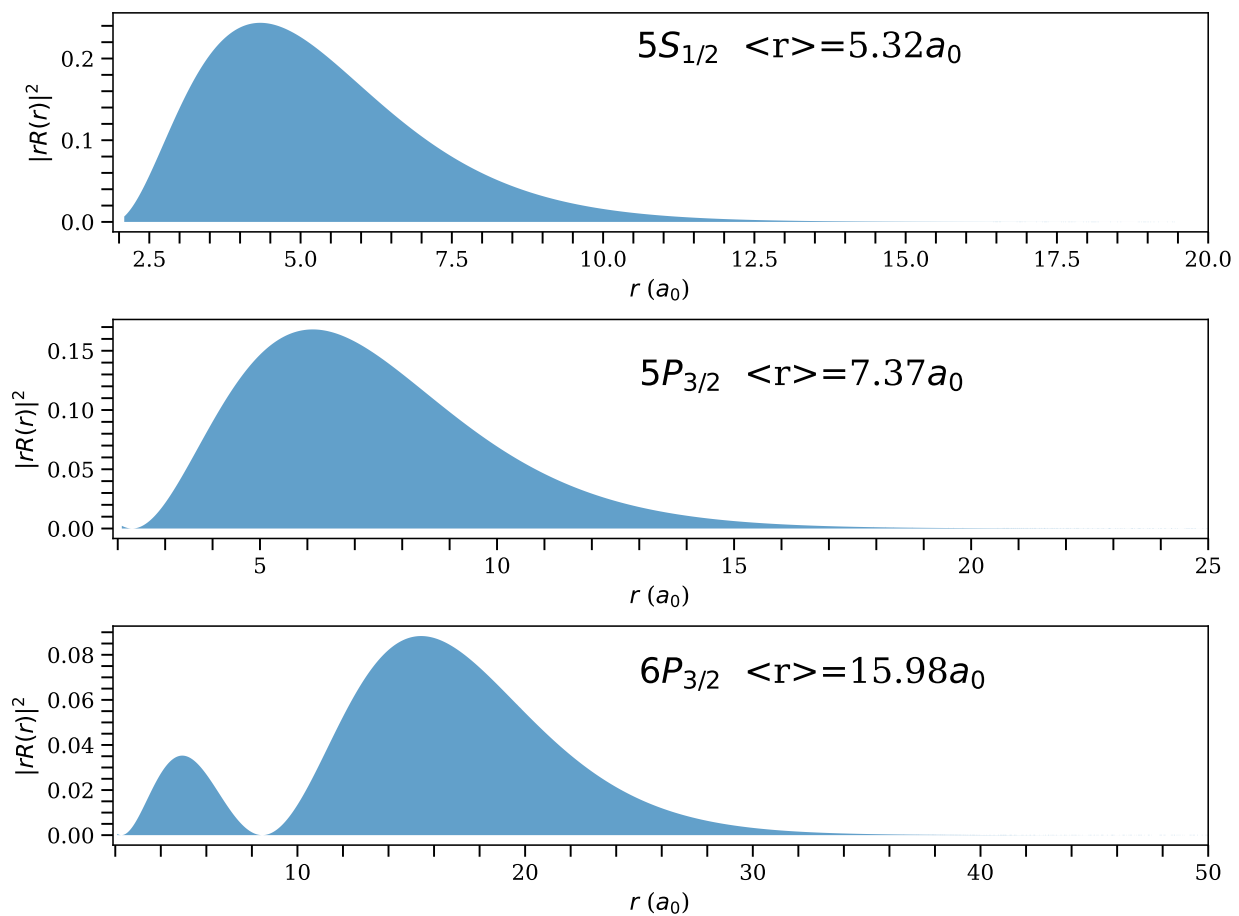 0.2
0.1
0.0
|rR(r)|²
5S₁/₂ <r>=5.32a₀
2.5 5.0 7.5 10.0 12.5 15.0 17.5 20.0
r (a₀)
0.15
0.10
0.05
0.00
|rR(r)|²
5P₃/₂ <r>=7.37a₀
5 10 15 20 25
r (a₀)
0.08
0.06
0.04
0.02
0.00
|rR(r)|²
6P₃/₂ <r>=15.98a₀
10 20 30 40 50
r (a₀)